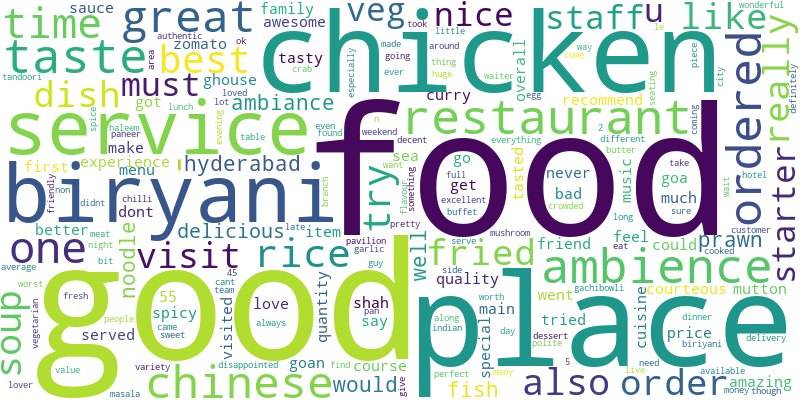 sauce
family
veg
nice
staff
u
like
wonderful
authentic
ok
awesome
took
little
made
around
way
le
time
great
chicken
zomato
area
going
thing
come
piece
taste
best
tasty
especially
ever
huge
waiter
overall
city
really
definitely
tandoori
must
ghouse
crab
egg
dish
got
loved
lot
ambiance
curry
recommend
seating
ordered
starter
spice
haleem
lunch
evening
table
even
found
n
weekend
decent
restaurant
2
different
coming
service
paneer
make
everything
butter
first
experience
hyderabad
sea
go
full
want
tasted
never
music
goa
take
wait
hotel
biryani
non
menu
try
flavour
something
get
excellent
bad
much
sure
friendly
didnt
chilli
branch
food
buffet
crowded
dont
delicious
late
item
pretty
mushroom
long
customer
better
meat
one
night
visit
rice
pavilion
garlic
well
serve
friend
feel
could
prawn
cooked
average
bit
noodle
guy
fried
eat
worst
good
45
cant
team
quantity
side
quality
went
gachibowli
ambience
soup
fresh
55
love
shah
worth
courteous
mutton
vegetarian
spicy
pan
say
along
main
tried
cuisine
place
people
came
sweet
served
visited
always
indian
special
day
price
dinner
delivery
value
disappointed
goan
find
course
dessert
polite
biriyani
variety
perfect
5
need
available
amazing
lover
masala
chinese
would
give
fish
many
also
live
order
money
though